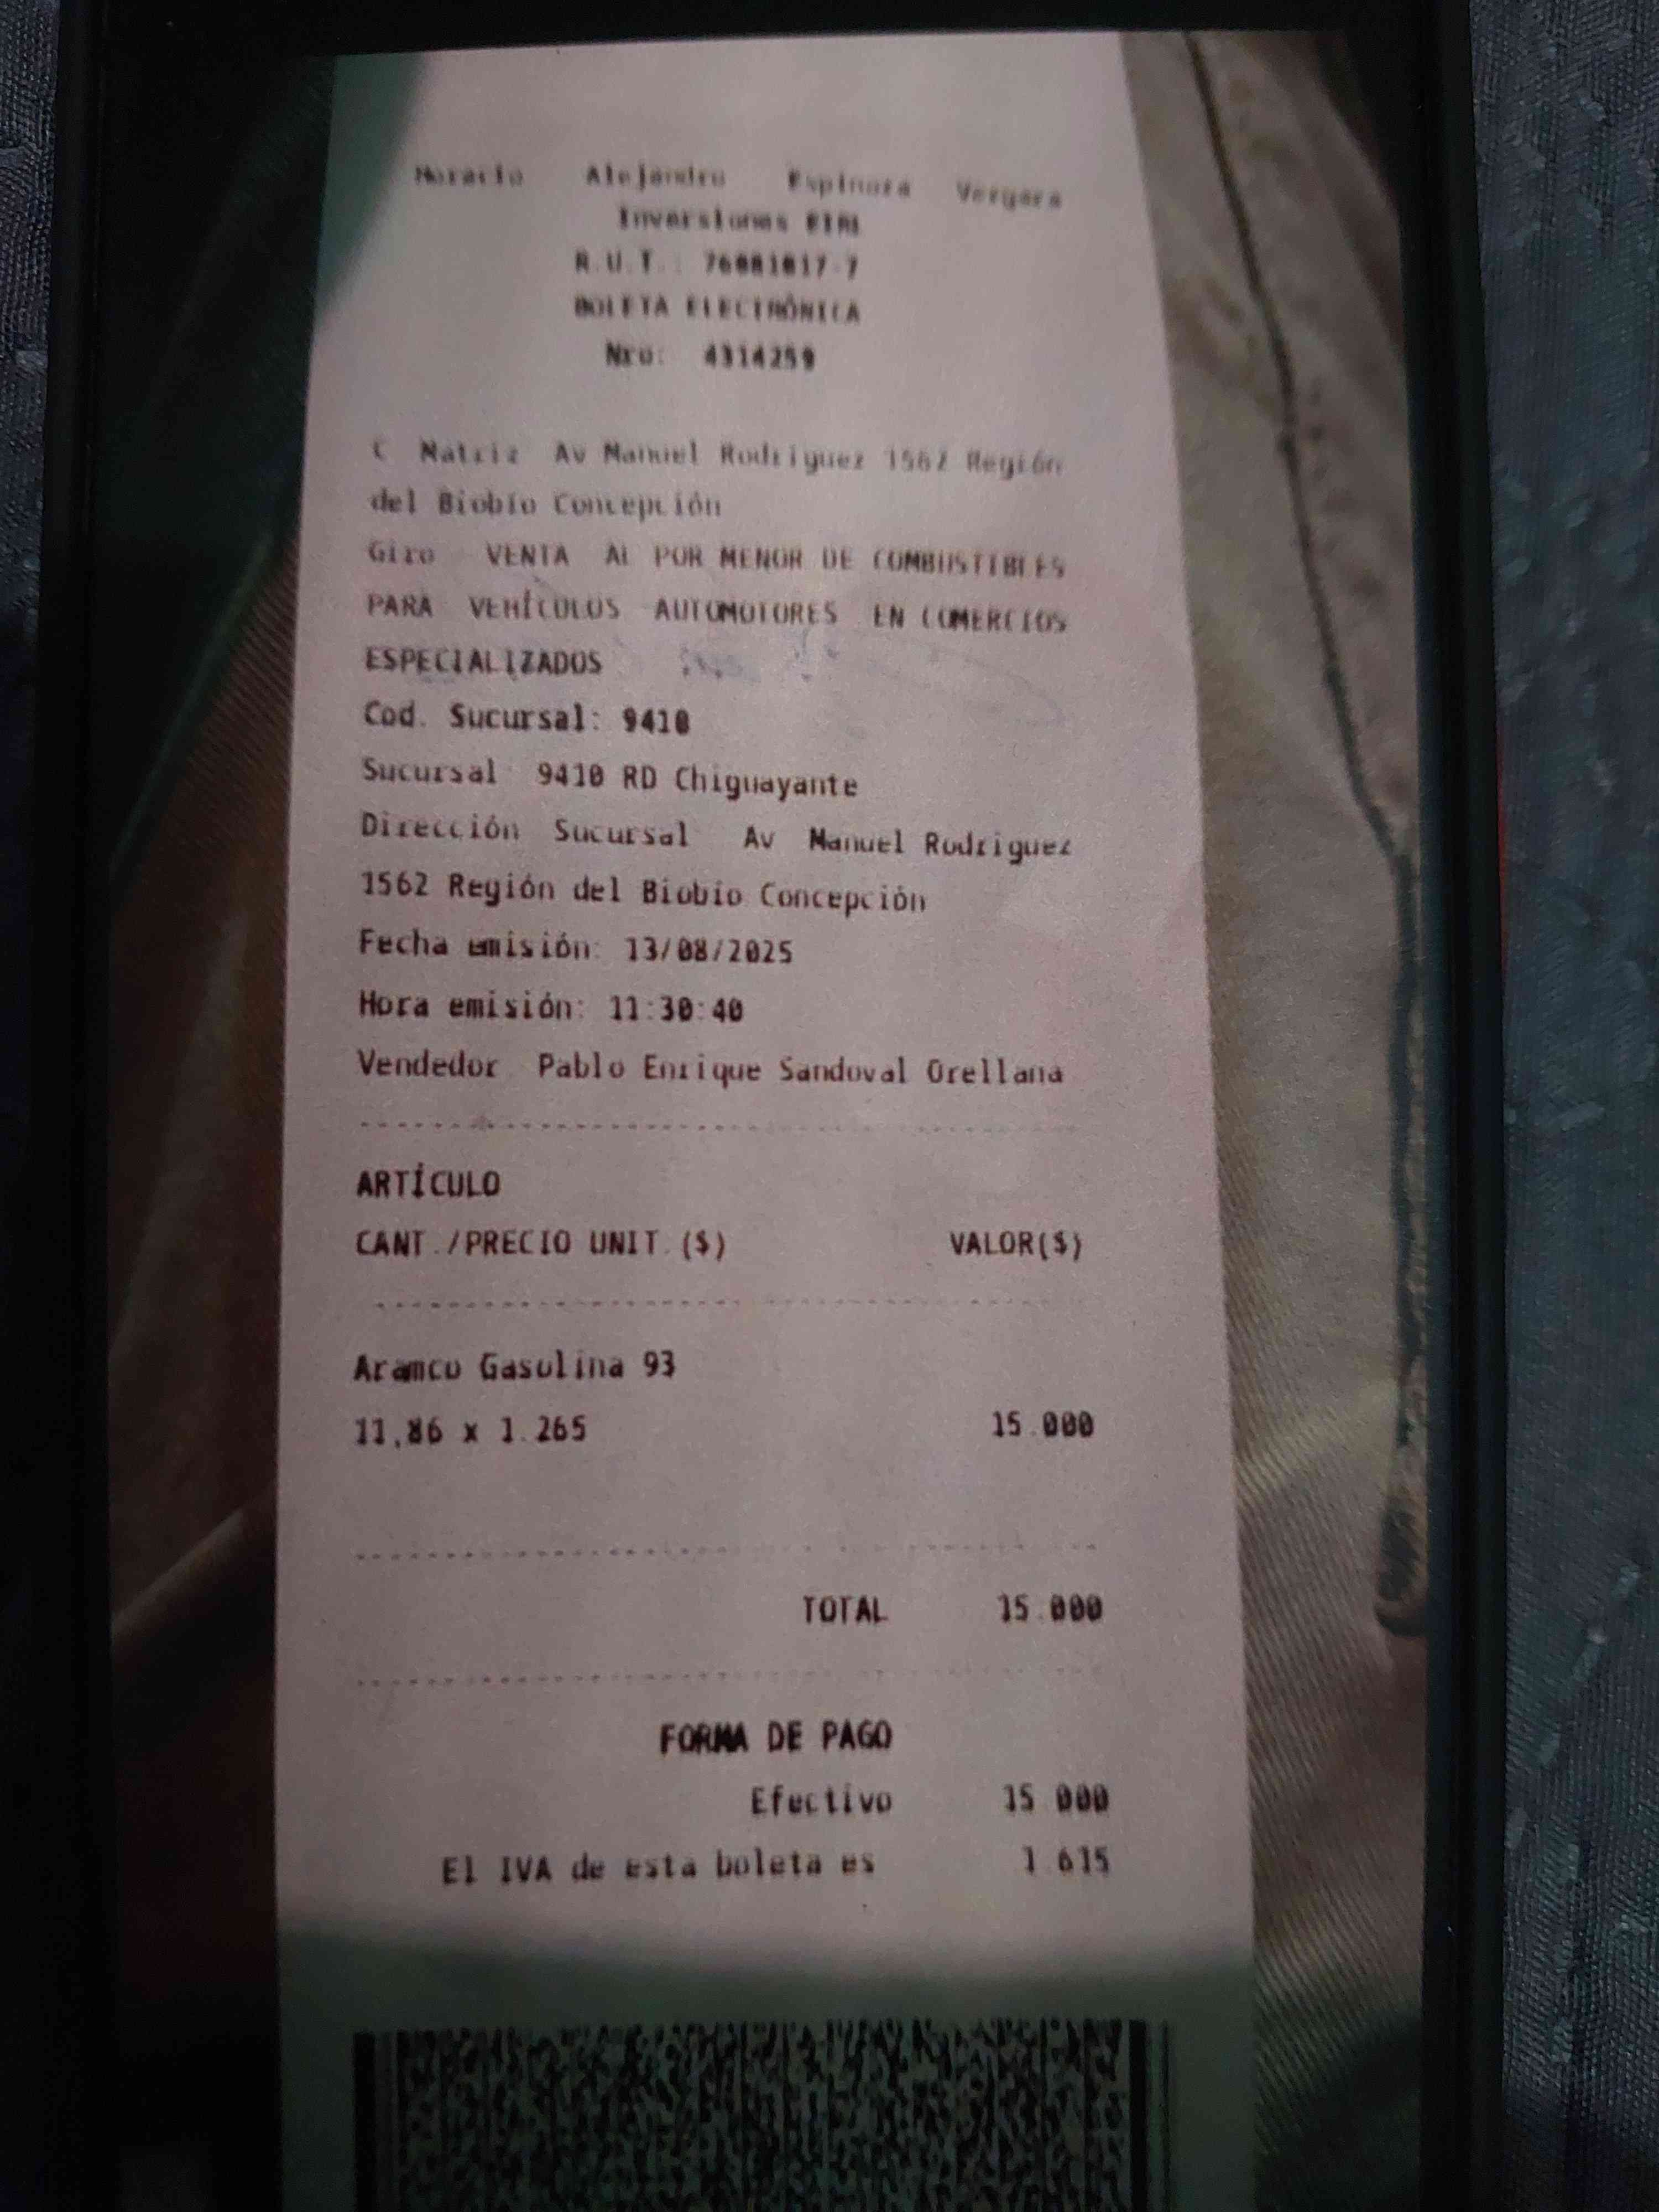 Horacio Alejandro Espinoza Vergara
Inversiones EIRL
R.U.T.: 76081017-7
BOLETA ELECTRÓNICA
Nro: 4314259
C Matriz Av Manuel Rodriguez 1562 Región
del Biobío Concepción
Giro VENTA AL POR MENOR DE COMBUSTIBLES
PARA VEHÍCULOS AUTOMOTORES EN COMERCIOS
ESPECIALIZADOS
Cod. Sucursal: 9410
Sucursal 9410 RD Chiguayante
Dirección Sucursal Av Manuel Rodriguez
1562 Región del Biobío Concepción
Fecha emisión: 13/08/2025
Hora emisión: 11:30:40
Vendedor Pablo Enrique Sandoval Orellana
ARTÍCULO
CANT./PRECIO UNIT.($) VALOR($)
Aramco Gasolina 93
11,86 x 1.265 15.000
TOTAL 15.000
FORMA DE PAGO
Efectivo 15.000
El IVA de esta boleta es 1.615